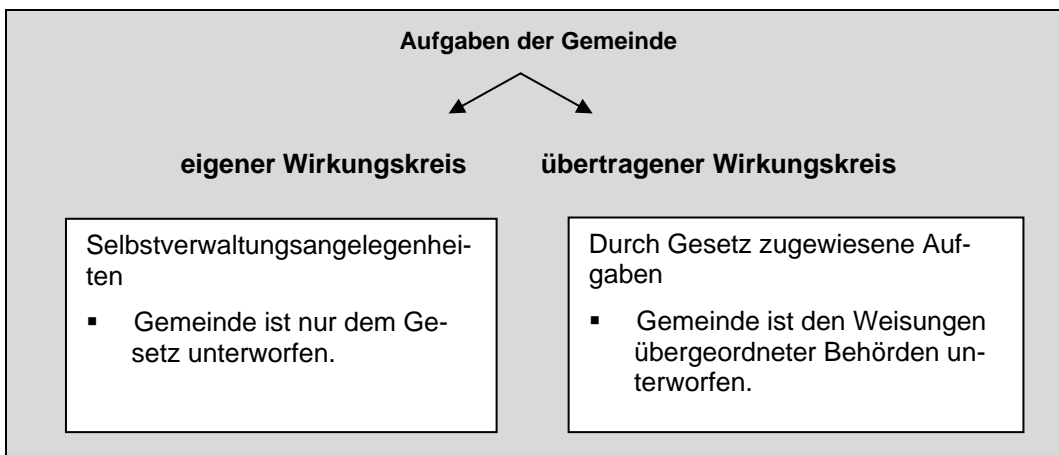 Aufgaben der Gemeinde
eigener Wirkungskreis
übertragener Wirkungskreis
Selbstverwaltungsangelegenhei-
ten
▪ Gemeinde ist nur dem Ge-
setz unterworfen.
Durch Gesetz zugewiesene Auf-
gaben
▪ Gemeinde ist den Weisungen
übergeordneter Behörden un-
terworfen.